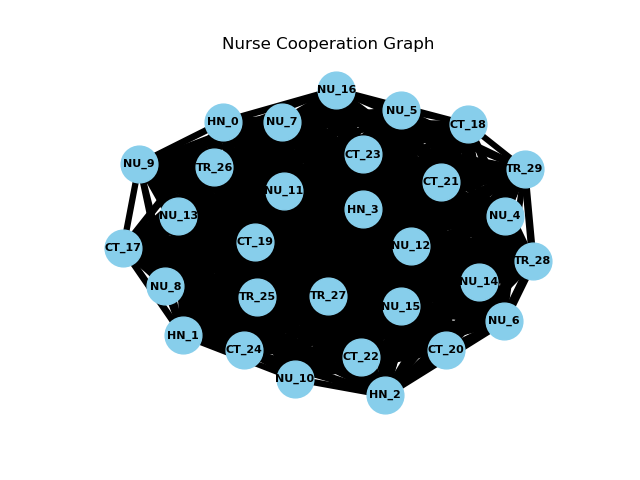 Nurse Cooperation Graph
NU_16
NU_5
HN_0
NU_7
CT_18
CT_23
NU_9
TR_26
TR_29
CT_21
NU_11
HN_3
NU_13
NU_4
CT_19
NU_12
CT_17
TR_28
NU_14
NU_8
TR_25
TR_27
NU_15
NU_6
HN_1
CT_24
CT_22
CT_20
NU_10
HN_2